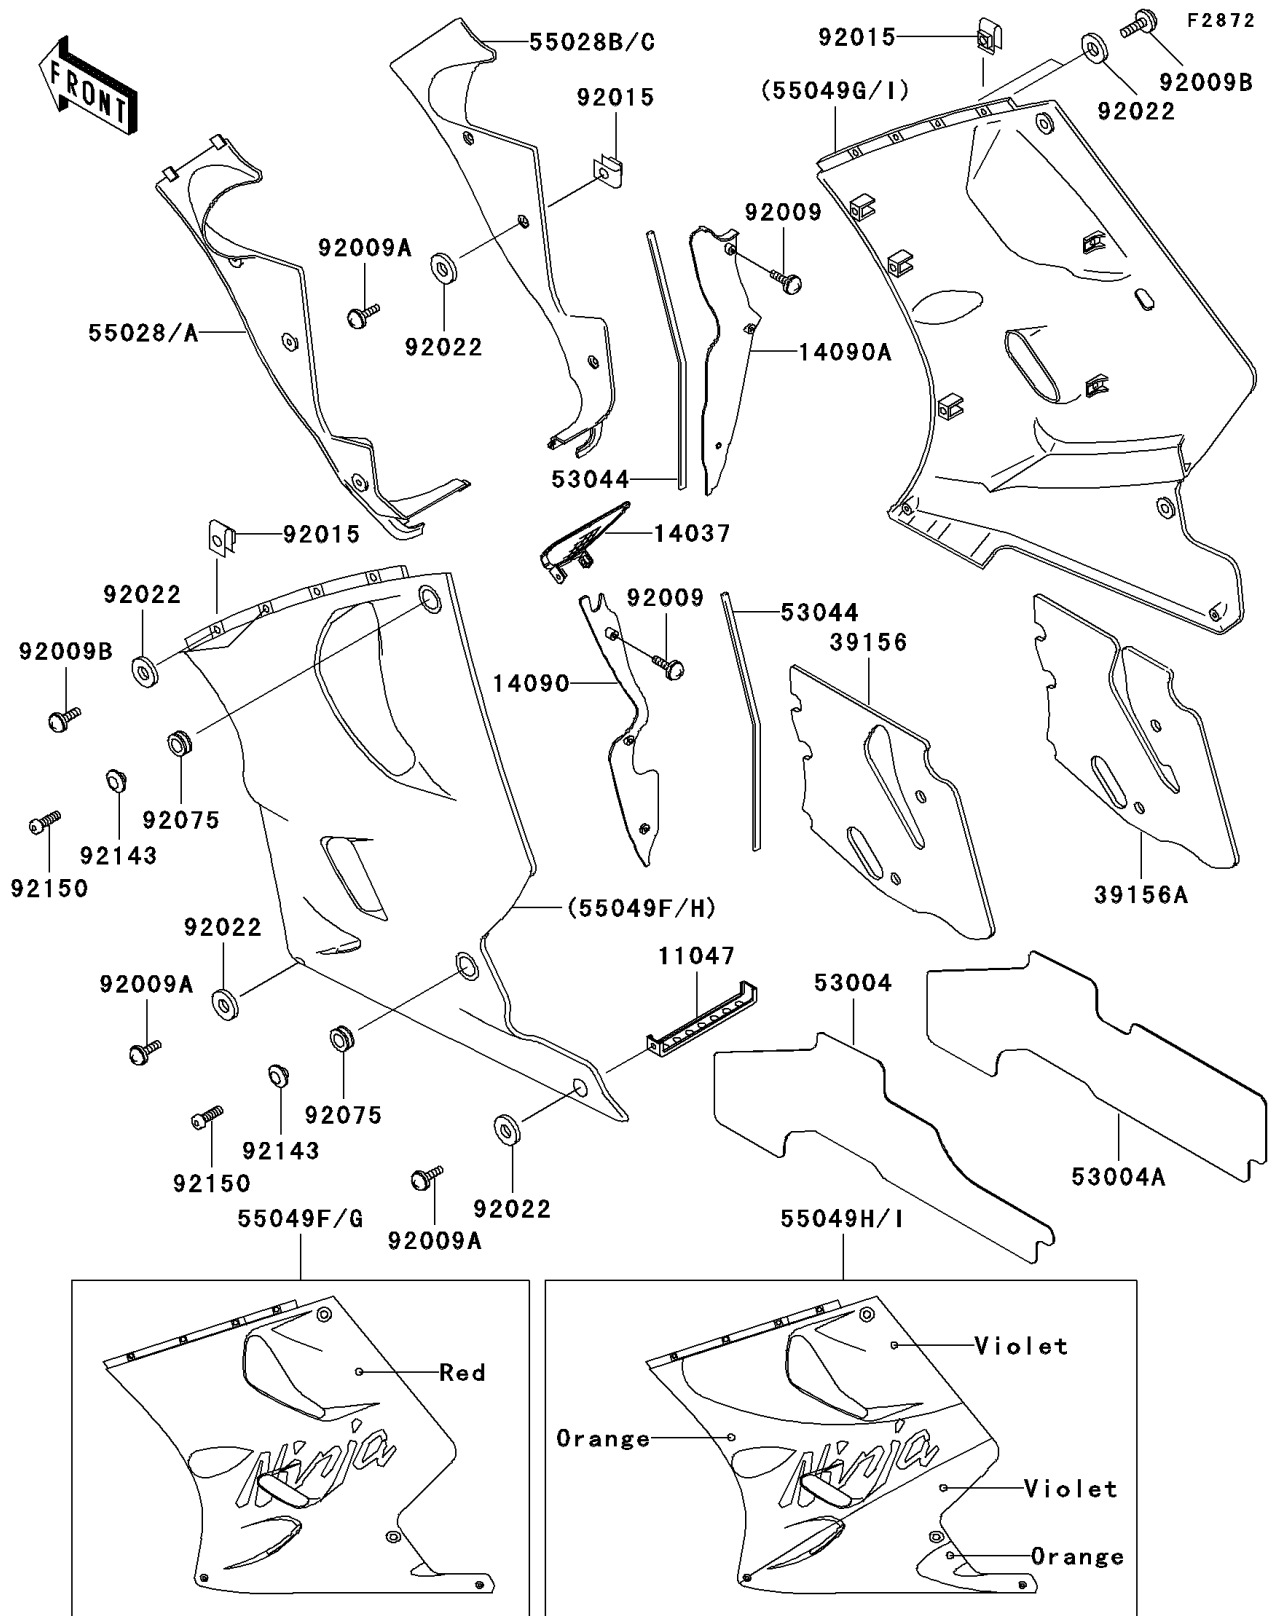 F2872
55028B/C
92015
92009B
(55049G/I)
92022
FRONT
92015
92009
92009A
55028/A
92022
14090A
53044
92015
14037
92022
92009
53044
39156
92009B
14090
92075
92143
92150
39156A
(55049F/H)
92022
11047
92009A
53004
92075
92143
92150
53004A
92022
55049F/G
55049H/I
92009A
Red
Ninja
Violet
Orange
Ninja
Violet
Orange